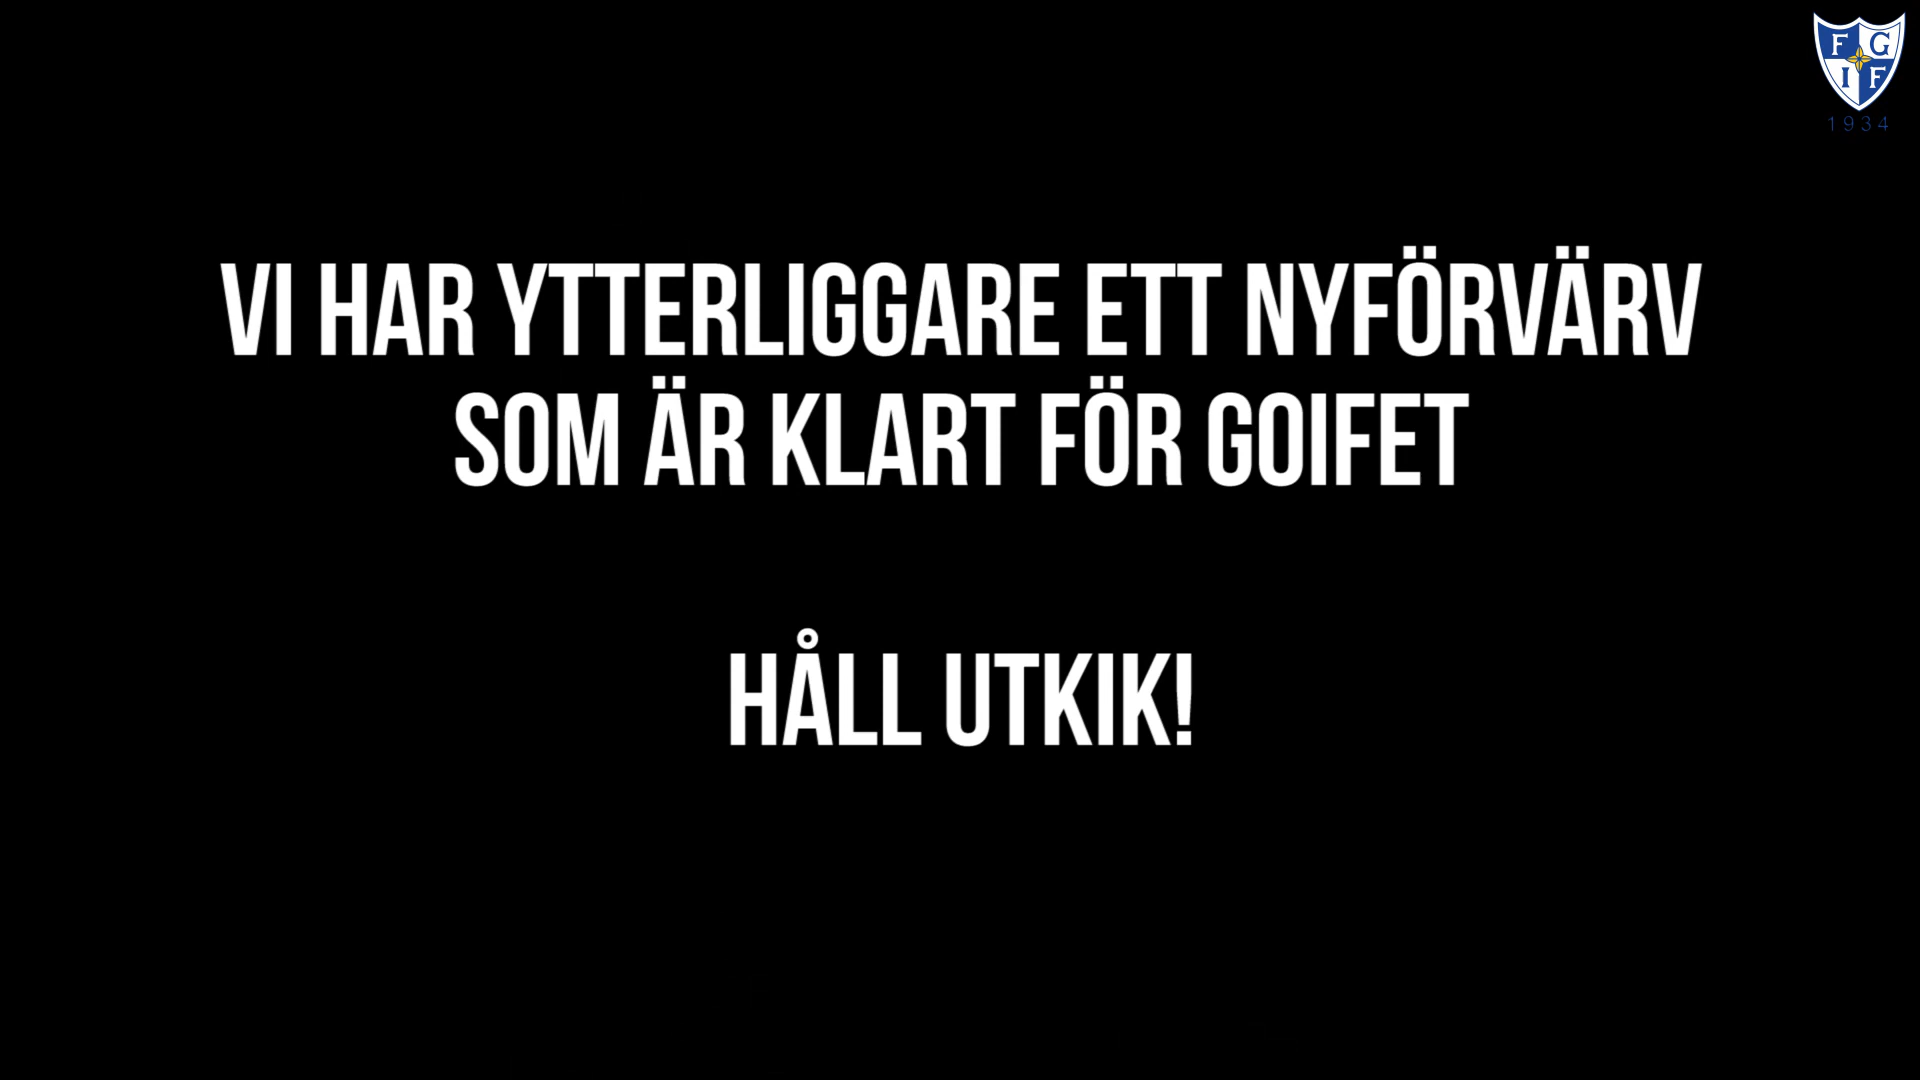 F G
I F
1934
VI HAR YTTERLIGGARE ETT NYFÖRVÄRV
SOM ÄR KLART FÖR GOIFET
HÅLL UTKIK!